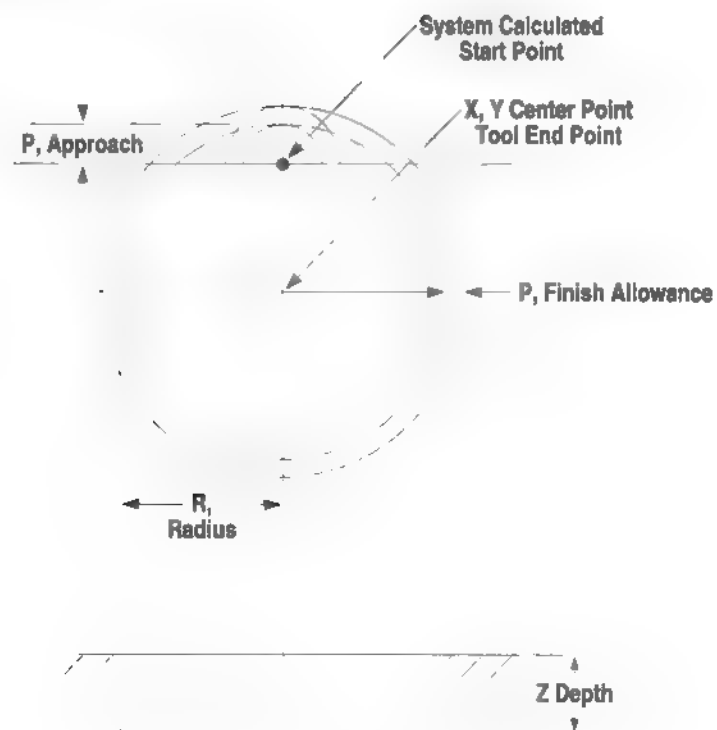 System Calculated
Start Point
X, Y Center Point
Tool End Point
P, Approach
P, Finish Allowance
R,
Radius
Z Depth